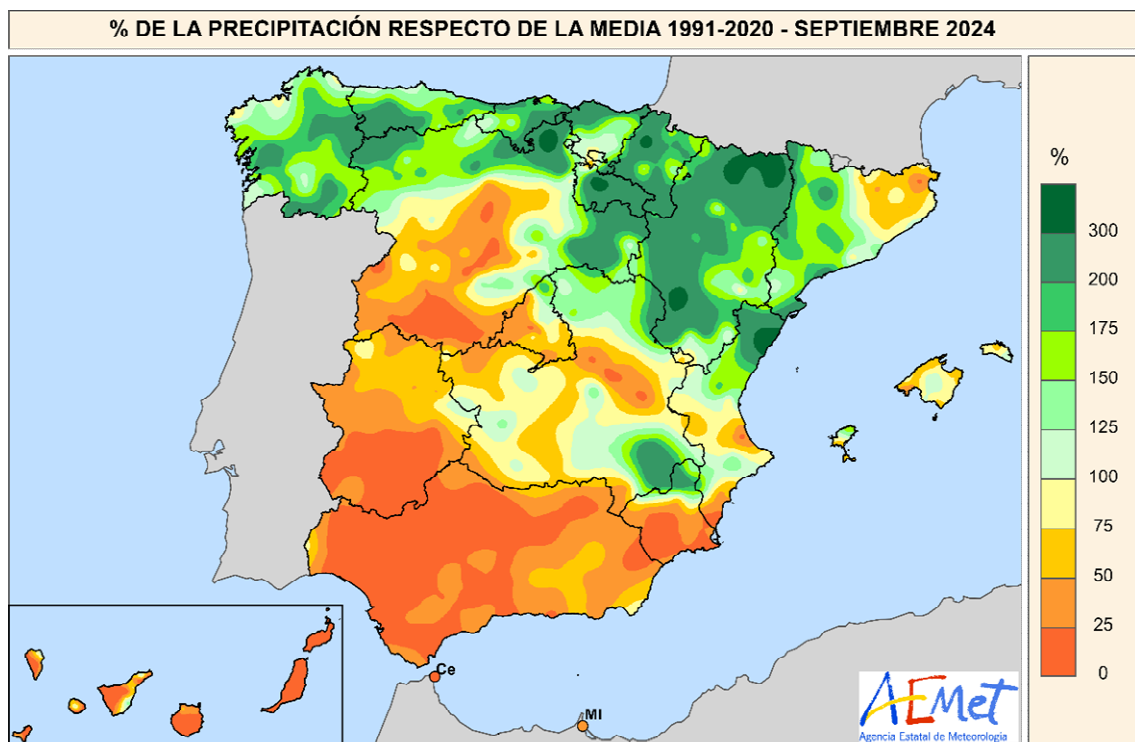 % DE LA PRECIPITACIÓN RESPECTO DE LA MEDIA 1991-2020 - SEPTIEMBRE 2024
%
300
200
175
150
125
100
75
50
25
0
Ce
Ml
AEMet
Agencia Estatal de Meteorología